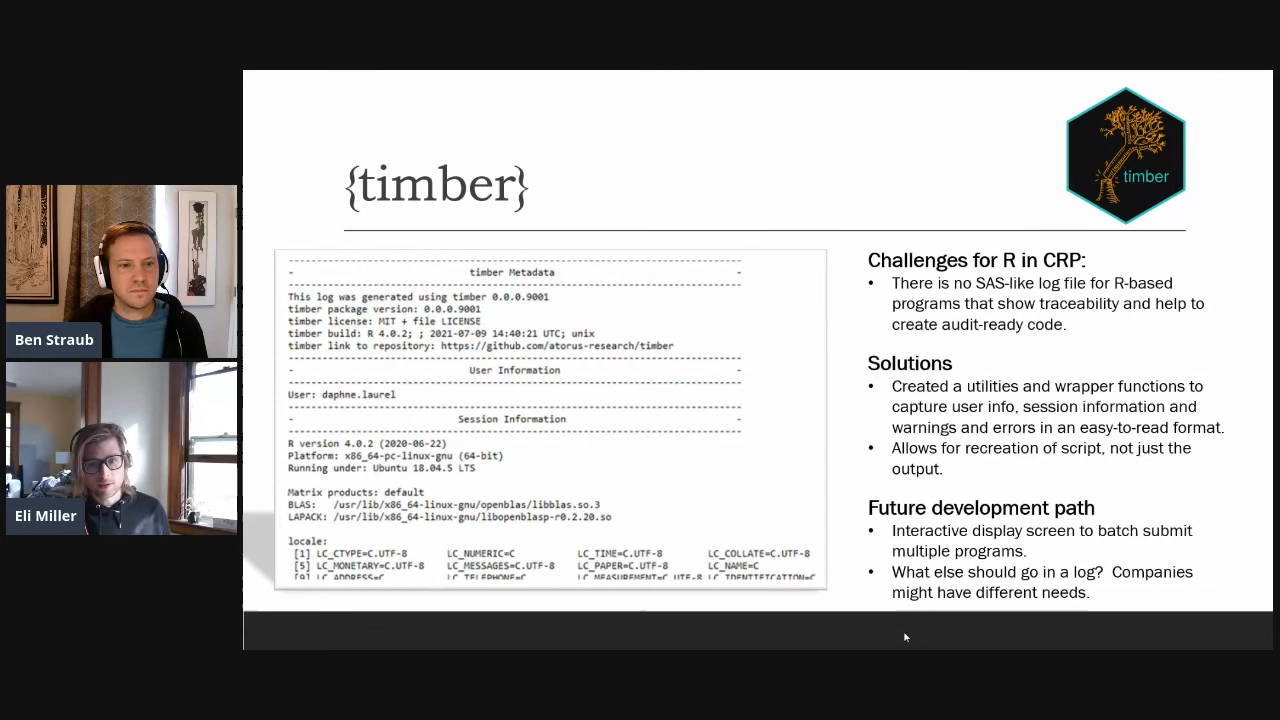 {timber}
timber
Ben Straub
Eli Miller
timber Metadata
This log was generated using timber 0.0.0.9001
timber package version: 0.0.0.9001
timber license: MIT + file LICENSE
timber build: R 4.0.2; ; 2021-07-09 14:40:21 UTC; unix
timber link to repository: https://github.com/atorus-research/timber
User Information
User: daphne.laurel
Session Information
R version 4.0.2 (2020-06-22)
Platform: x86_64-pc-linux-gnu (64-bit)
Running under: Ubuntu 18.04.5 LTS
Matrix products: default
BLAS: /usr/lib/x86_64-linux-gnu/openblas/libblas.so.3
LAPACK: /usr/lib/x86_64-linux-gnu/libopenblasp-r0.2.20.so
locale:
[1] LC_CTYPE=C.UTF-8 LC_NUMERIC=C LC_TIME=C.UTF-8 LC_COLLATE=C.UTF-8
[5] LC_MONETARY=C.UTF-8 LC_MESSAGES=C.UTF-8 LC_PAPER=C.UTF-8 LC_NAME=C
[9] LC_ADDRESS=C LC_TELEPHONE=C LC_MEASUREMENT=C.UTF-8 LC_IDENTIFICATION=C
Challenges for R in CRP:
• There is no SAS-like log file for R-based
programs that show traceability and help to
create audit-ready code.
Solutions
• Created a utilities and wrapper functions to
capture user info, session information and
warnings and errors in an easy-to-read format.
• Allows for recreation of script, not just the
output.
Future development path
• Interactive display screen to batch submit
multiple programs.
• What else should go in a log? Companies
might have different needs.